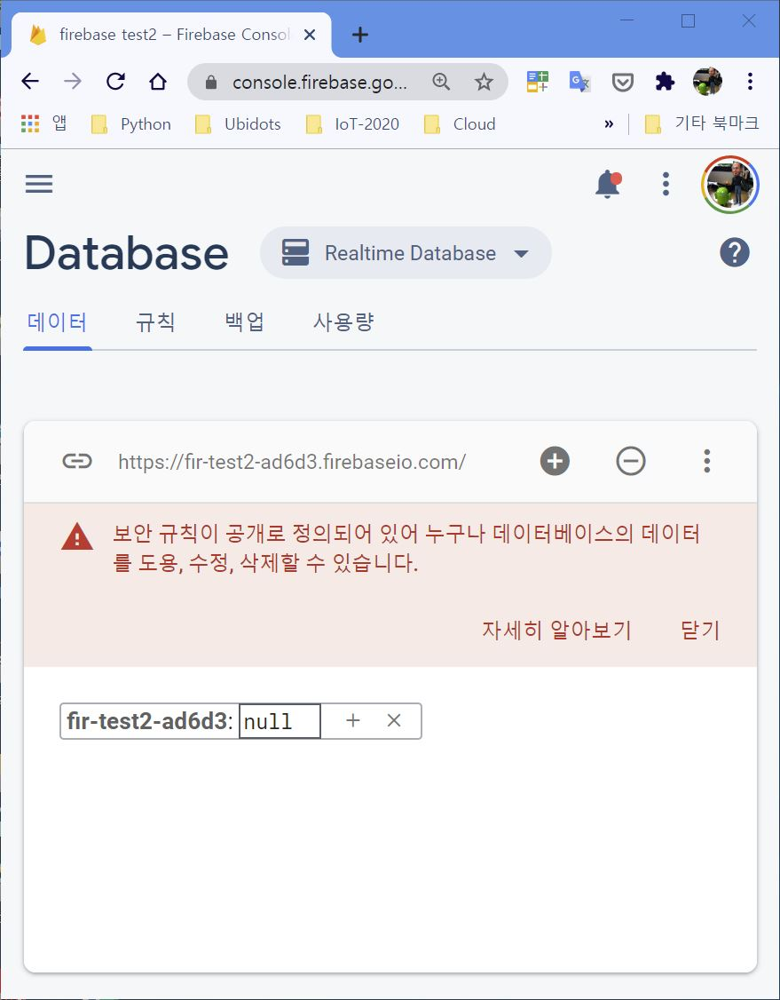 firebase test2 – Firebase Consol
console.firebase.go...
앱 Python Ubidots IoT-2020 Cloud » 기타 북마크
Database Realtime Database
데이터 규칙 백업 사용량
https://fir-test2-ad6d3.firebaseio.com/
보안 규칙이 공개로 정의되어 있어 누구나 데이터베이스의 데이터
를 도용, 수정, 삭제할 수 있습니다.
자세히 알아보기 닫기
fir-test2-ad6d3: null